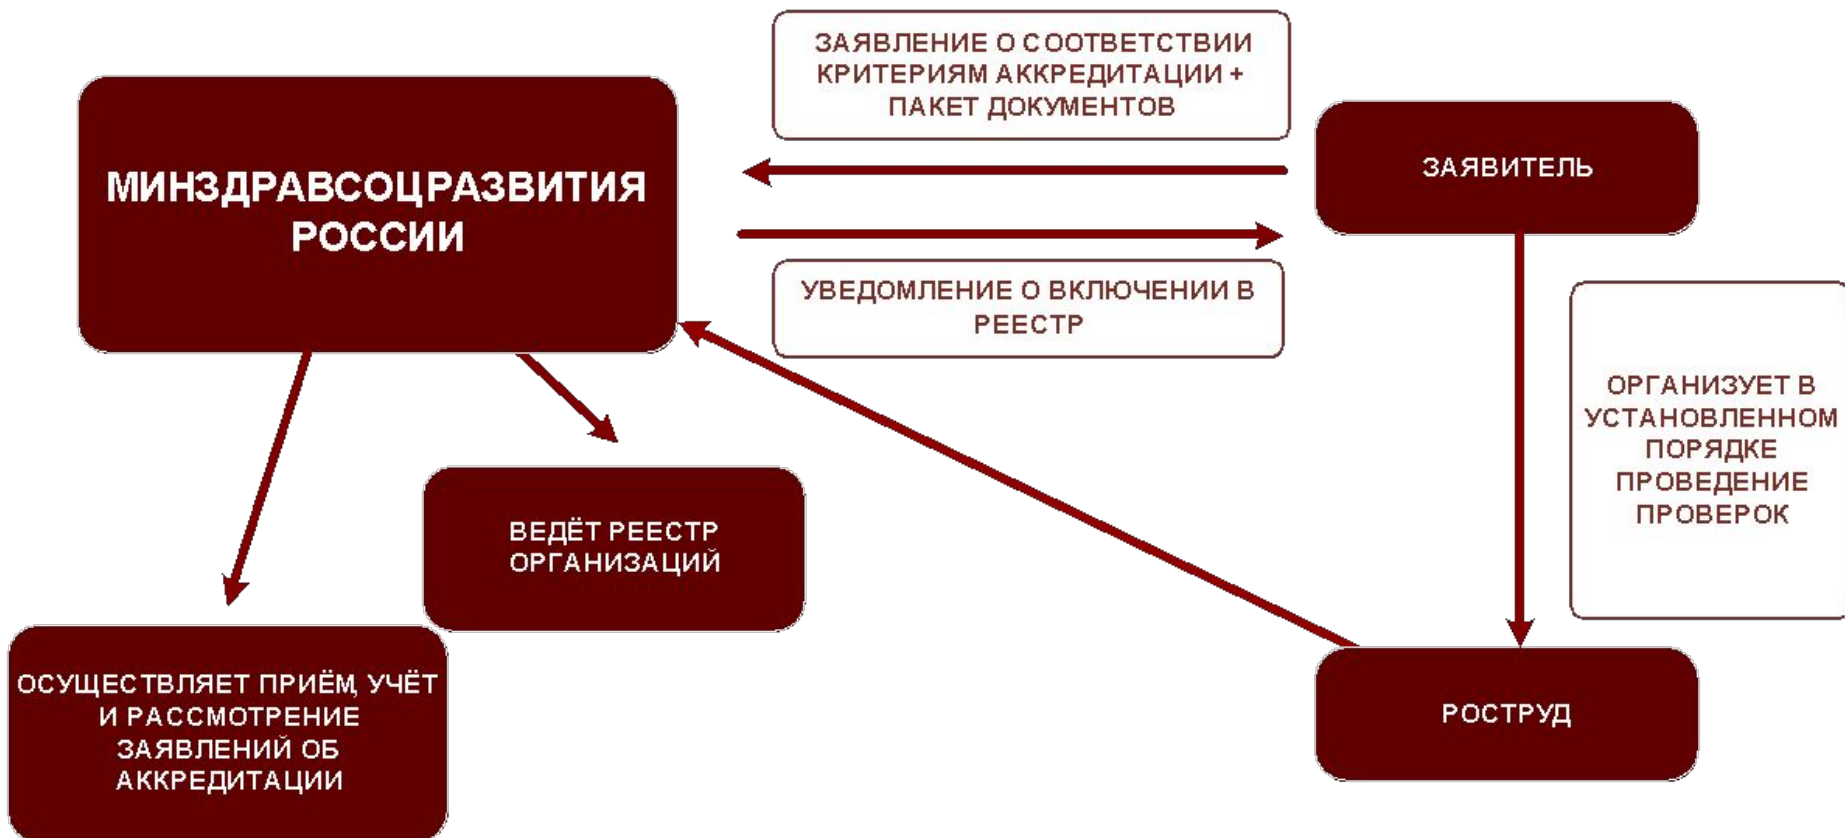 ЗАЯВЛЕНИЕ О СООТВЕТСТВИИ
КРИТЕРИЯМ АККРЕДИТАЦИИ +
ПАКЕТ ДОКУМЕНТОВ
МИНЗДРАВСОЦРАЗВИТИЯ
РОССИИ
ЗАЯВИТЕЛЬ
УВЕДОМЛЕНИЕ О ВКЛЮЧЕНИИ В
РЕЕСТР
ОРГАНИЗУЕТ В
УСТАНОВЛЕННОМ
ПОРЯДКЕ
ПРОВЕДЕНИЕ
ПРОВЕРОК
ВЕДЁТ РЕЕСТР
ОРГАНИЗАЦИЙ
ОСУЩЕСТВЛЯЕТ ПРИЁМ, УЧЁТ
И РАССМОТРЕНИЕ
ЗАЯВЛЕНИЙ ОБ
АККРЕДИТАЦИИ
РОСТРУД